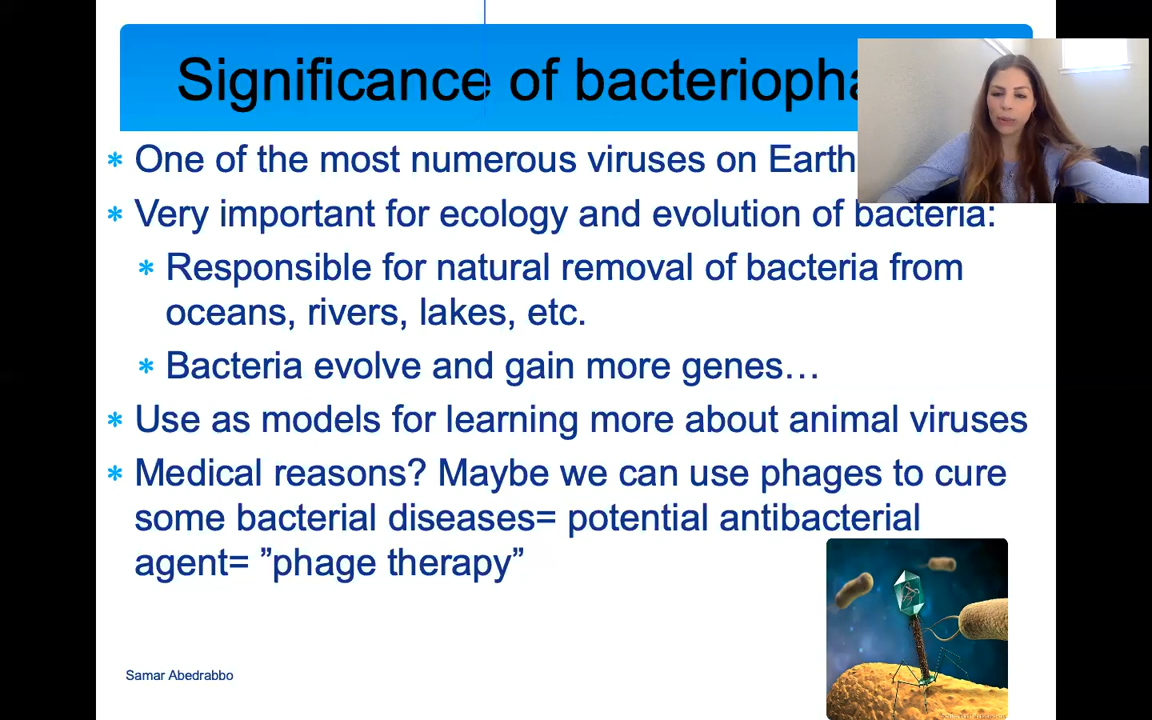 Significance of bacteriopha
* One of the most numerous viruses on Earth
* Very important for ecology and evolution of bacteria:
* Responsible for natural removal of bacteria from
oceans, rivers, lakes, etc.
* Bacteria evolve and gain more genes…
* Use as models for learning more about animal viruses
* Medical reasons? Maybe we can use phages to cure
some bacterial diseases= potential antibacterial
agent= ”phage therapy”
Samar Abedrabbo